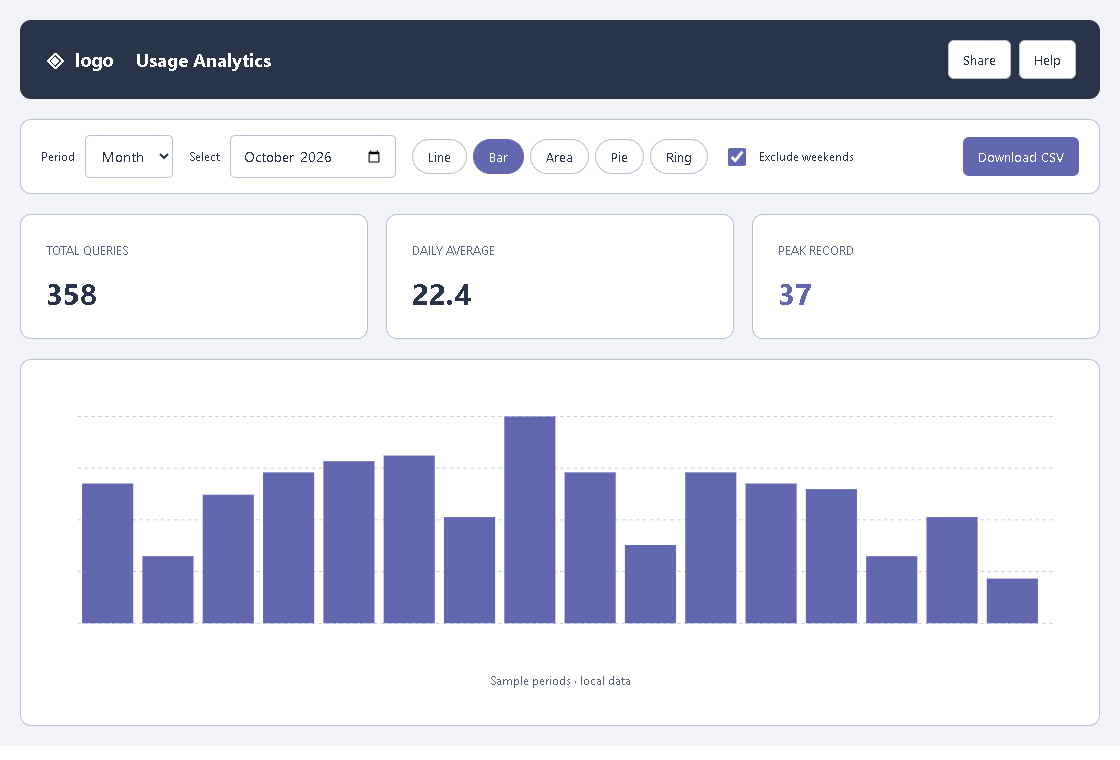 logo Usage Analytics Share Help
Period Month Select October 2026 Line Bar Area Pie Ring Exclude weekends Download CSV
TOTAL QUERIES
358
DAILY AVERAGE
22.4
PEAK RECORD
37
Sample periods · local data